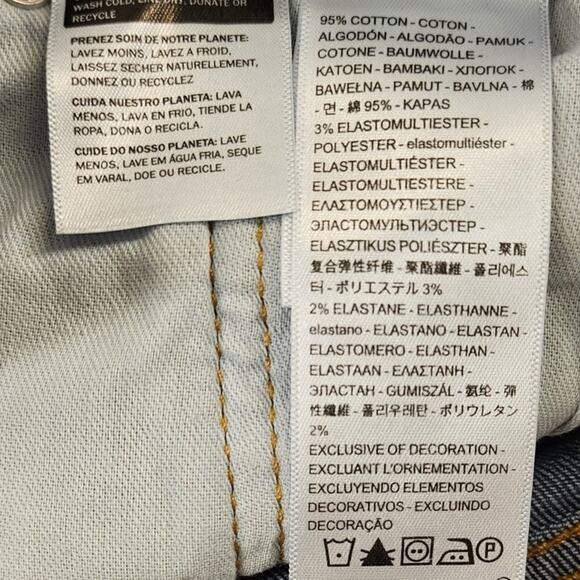 WASH COLD, LINE DRY, DONATE OR
RECYCLE
PRENEZ SOIN DE NOTRE PLANETE:
LAVEZ MOINS, LAVEZ A FROID,
LAISSEZ SECHER NATURELLEMENT,
DONNEZ OU RECYCLEZ
CUIDA NUESTRO PLANETA: LAVA
MENOS, LAVA EN FRIO, TIENDE LA
ROPA, DONA O RECICLA.
CUIDE DO NOSSO PLANETA: LAVE
MENOS, LAVE EM ÁGUA FRIA, SEQUE
EM VARAL, DOE OU RECICLE.
95% COTTON - COTON -
ALGODÓN - ALGODÃO - PAMUK -
COTONE - BAUMWOLLE -
KATOEN - BAMBAKI - ХЛОПОК -
BAWEŁNA - PAMUT - BAVLNA - 棉
- 면 - 綿 95% - KAPAS
3% ELASTOMULTIESTER -
POLYESTER - elastomultiéster -
ELASTOMULTIÉSTER -
ELASTOMULTIESTERE -
ΕΛΑΣΤΟΜΟΥΣΤΙΕΣΤΕΡ -
ЭЛАСТОМУЛЬТИЭСТЕР -
ELASZTIKUS POLIÉSZTER - 聚酯
复合弹性纤维 - 聚酯纖維 - 폴리에스
터 - ポリエステル 3%
2% ELASTANE - ELASTHANNE -
elastano - ELASTANO - ELASTAN -
ELASTOMERO - ELASTHAN -
ELASTAAN - ΕΛΑΣΤΑΝΗ -
ЭЛАСТАН - GUMISZÁL - 氨纶 - 彈
性纖維 - 폴리우레탄 - ポリウレタン
2%
EXCLUSIVE OF DECORATION -
EXCLUANT L'ORNEMENTATION -
EXCLUYENDO ELEMENTOS
DECORATIVOS - EXCLUINDO
DECORAÇÃO
P